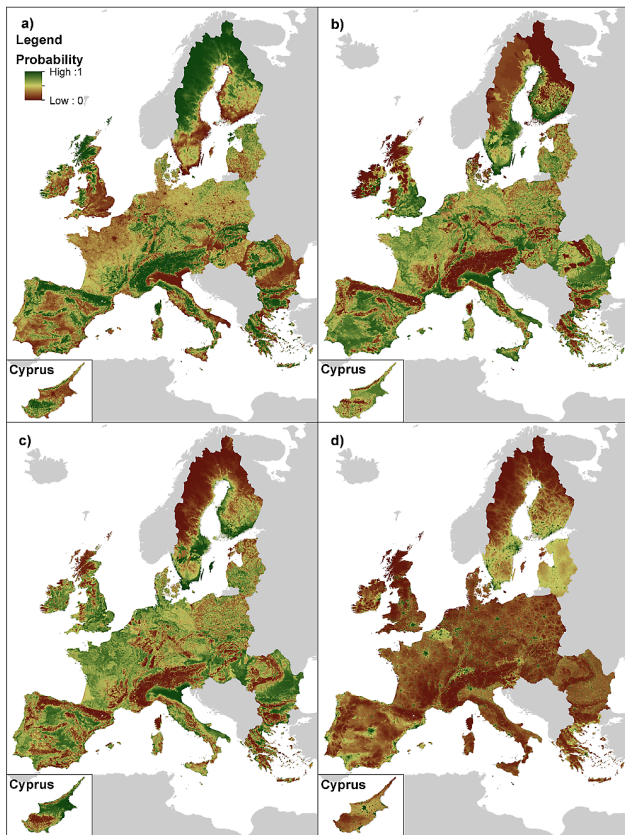 a)
Legend
Probability
High : 1
Low : 0
b)
Cyprus
Cyprus
c)
d)
Cyprus
Cyprus